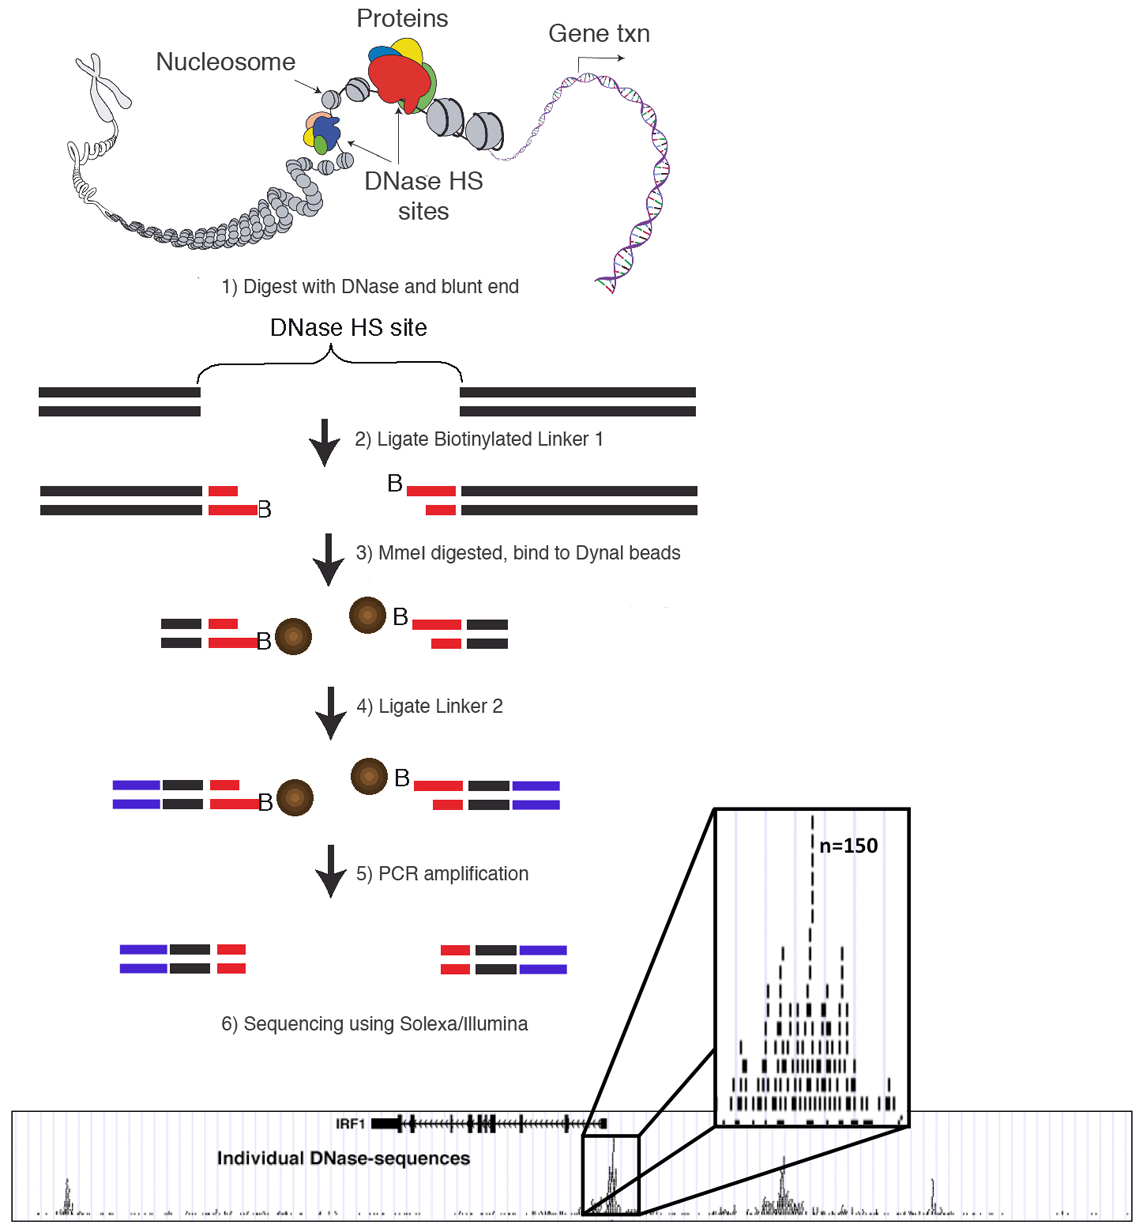 Proteins
Gene txn
Nucleosome
DNase HS
sites
1) Digest with DNase and blunt end
DNase HS site
2) Ligate Biotinylated Linker 1
B
B
3) MmeI digested, bind to Dynal beads
B
B
4) Ligate Linker 2
B
B
n=150
5) PCR amplification
6) Sequencing using Solexa/Illumina
IRF1
Individual DNase-sequences